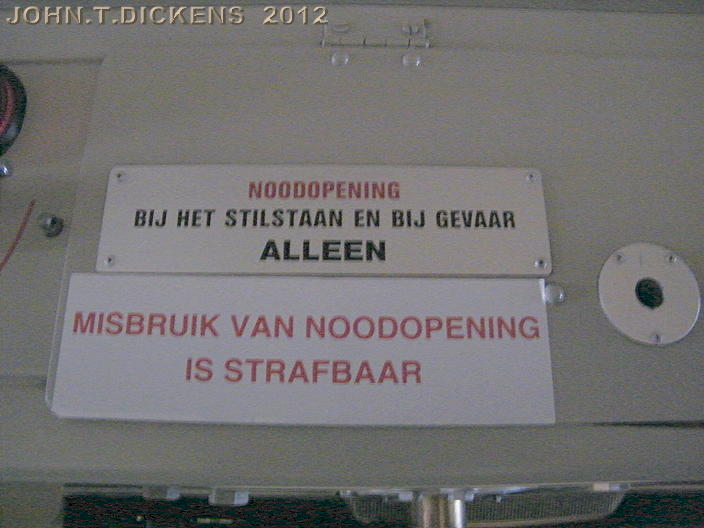 JOHN.T.DICKENS 2012
NOODOPENING
BIJ HET STILSTAAN EN BIJ GEVAAR
ALLEEN
MISBRUIK VAN NOODOPENING
IS STRAFBAAR